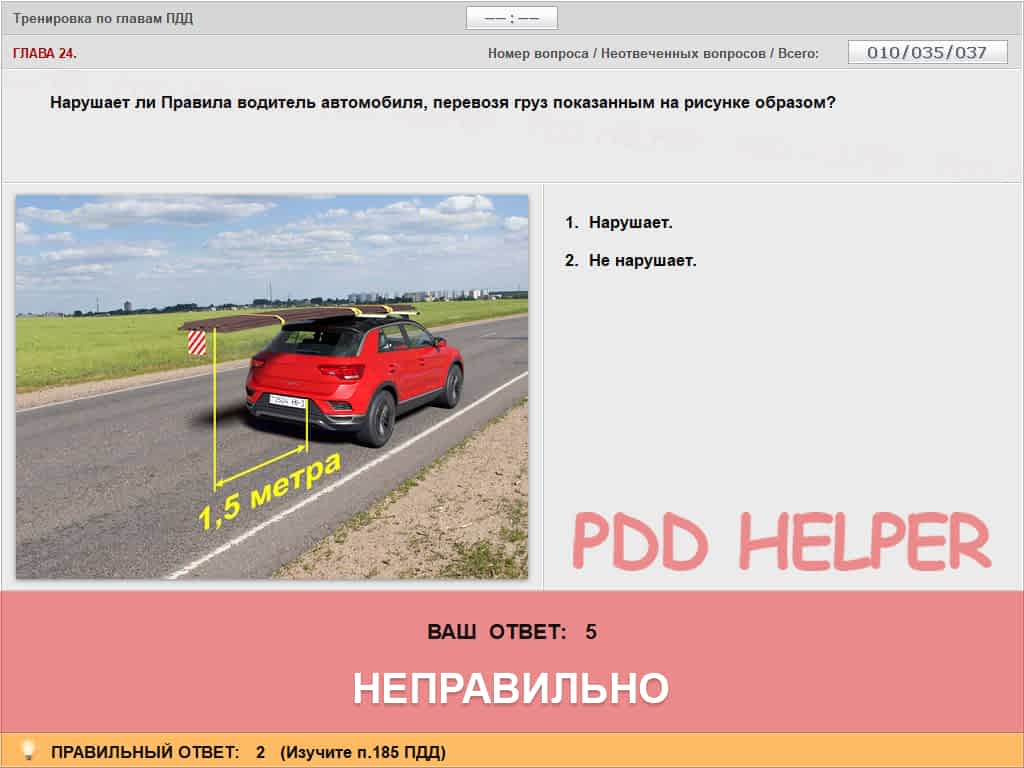 Тренировка по главам ПДД
–– : ––
ГЛАВА 24.
Номер вопроса / Неотвеченных вопросов / Всего:
010/035/037
Нарушает ли Правила водитель автомобиля, перевозя груз показанным на рисунке образом?
1. Нарушает.
2. Не нарушает.
1,5 метра
PDD HELPER
ВАШ ОТВЕТ: 5
НЕПРАВИЛЬНО
ПРАВИЛЬНЫЙ ОТВЕТ: 2 (Изучите п.185 ПДД)